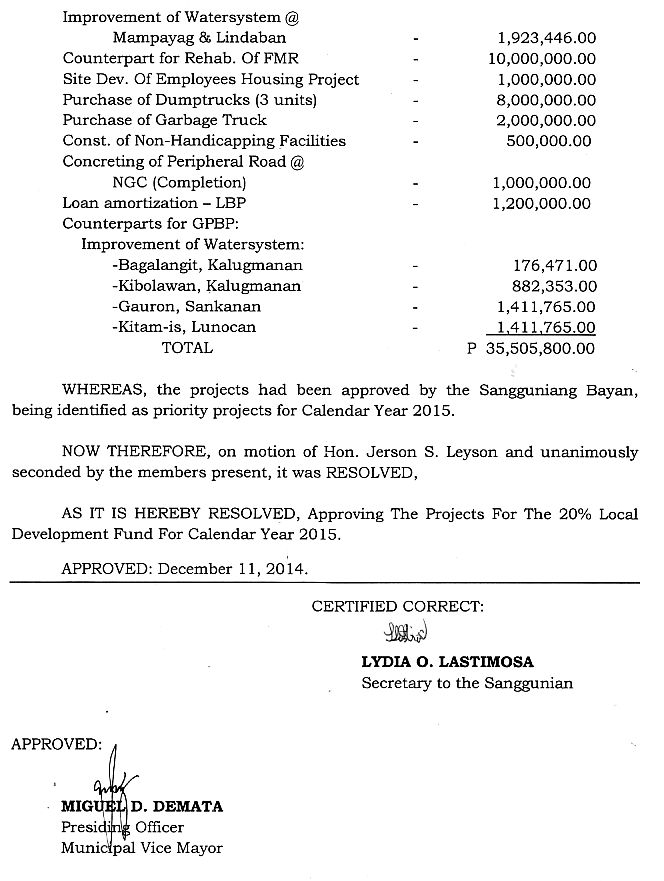 Improvement of Watersystem @
Mampayag & Lindaban - 1,923,446.00
Counterpart for Rehab. Of FMR - 10,000,000.00
Site Dev. Of Employees Housing Project - 1,000,000.00
Purchase of Dumptrucks (3 units) - 8,000,000.00
Purchase of Garbage Truck - 2,000,000.00
Const. of Non-Handicapping Facilities - 500,000.00
Concreting of Peripheral Road @
NGC (Completion) - 1,000,000.00
Loan amortization – LBP - 1,200,000.00
Counterparts for GPBP:
Improvement of Watersystem:
-Bagalangit, Kalugmanan - 176,471.00
-Kibolawan, Kalugmanan - 882,353.00
-Gauron, Sankanan - 1,411,765.00
-Kitam-is, Lunocan - 1,411,765.00
TOTAL P 35,505,800.00
WHEREAS, the projects had been approved by the Sangguniang Bayan,
being identified as priority projects for Calendar Year 2015.
NOW THEREFORE, on motion of Hon. Jerson S. Leyson and unanimously
seconded by the members present, it was RESOLVED,
AS IT IS HEREBY RESOLVED, Approving The Projects For The 20% Local
Development Fund For Calendar Year 2015.
APPROVED: December 11, 2014.
CERTIFIED CORRECT:
LYDIA O. LASTIMOSA
Secretary to the Sanggunian
APPROVED:
MIGUEL D. DEMATA
Presiding Officer
Municipal Vice Mayor